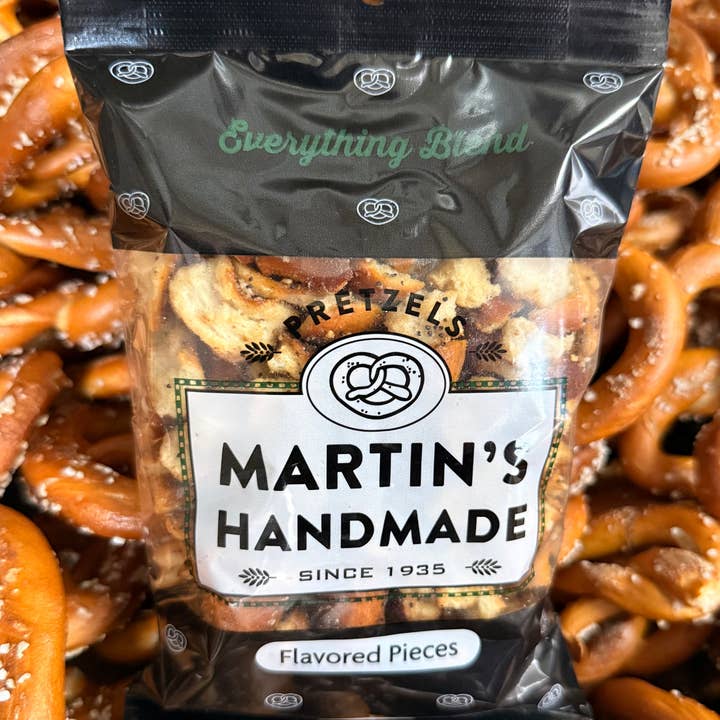 Everything Blend
PRETZELS
MARTIN'S
HANDMADE
SINCE 1935
Flavored Pieces